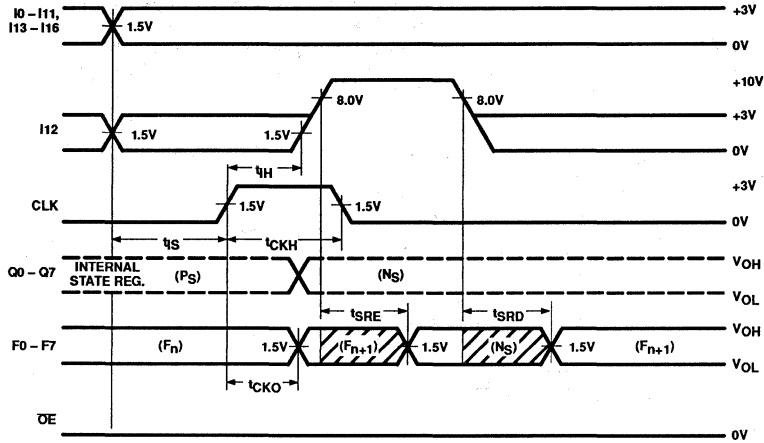 I0 – I11,
I13 – I16
1.5V
+3V
0V
+10V
8.0V
8.0V
I12
1.5V
1.5V
+3V
0V
tIH
CLK
1.5V
1.5V
+3V
0V
tIS
tCKH
Q0 – Q7
INTERNAL
STATE REG.
(PS)
(NS)
VOH
VOL
tSRE
tSRD
F0 – F7
(Fn)
1.5V
(Fn+1)
1.5V
(NS)
1.5V
(Fn+1)
VOH
VOL
tCKO
OE
0V